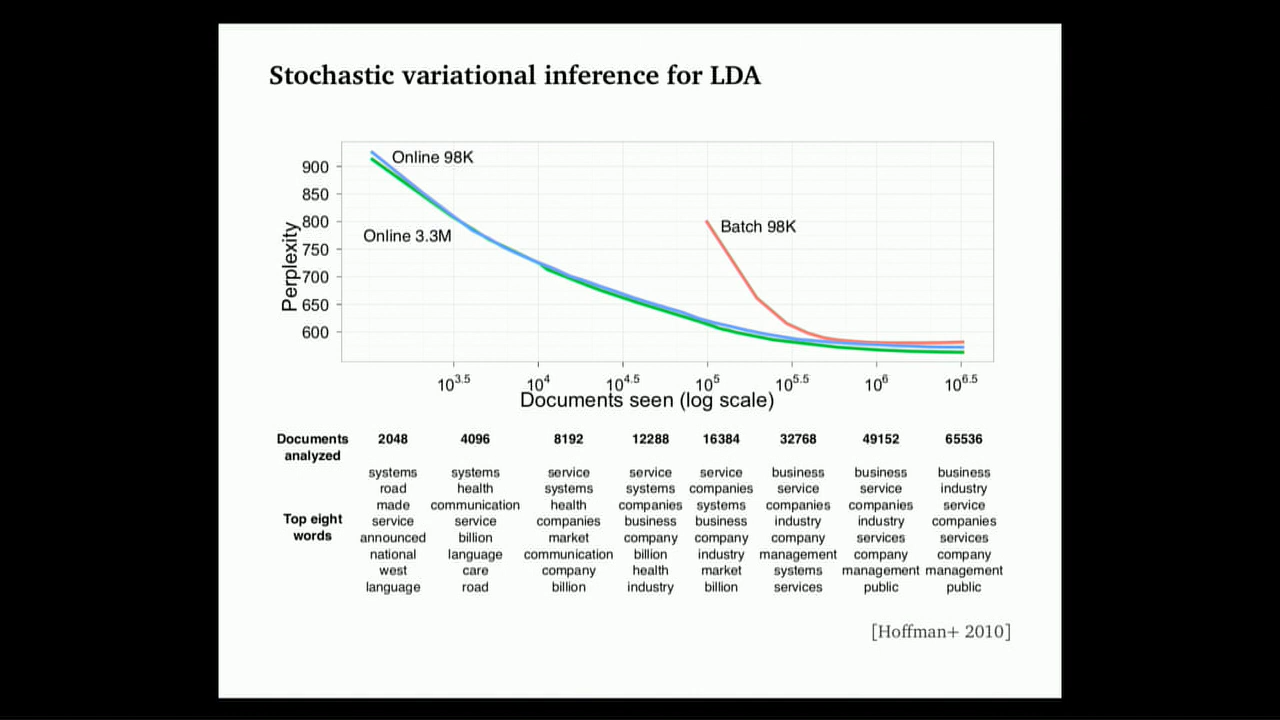 Stochastic variational inference for LDA
Online 98K
Online 3.3M
Batch 98K
Perplexity
900
850
800
750
700
650
600
10^3.5 10^4 10^4.5 10^5 10^5.5 10^6 10^6.5
Documents seen (log scale)
Documents analyzed 2048 4096 8192 12288 16384 32768 49152 65536
Top eight words
systems systems service service service business business business
road health systems systems companies service service industry
made communication health companies systems companies companies service
service service companies business business industry industry companies
announced billion market company company company services services
national language communication billion industry management company company
west care company health market systems management management
language road billion industry billion services public public
[Hoffman+ 2010]